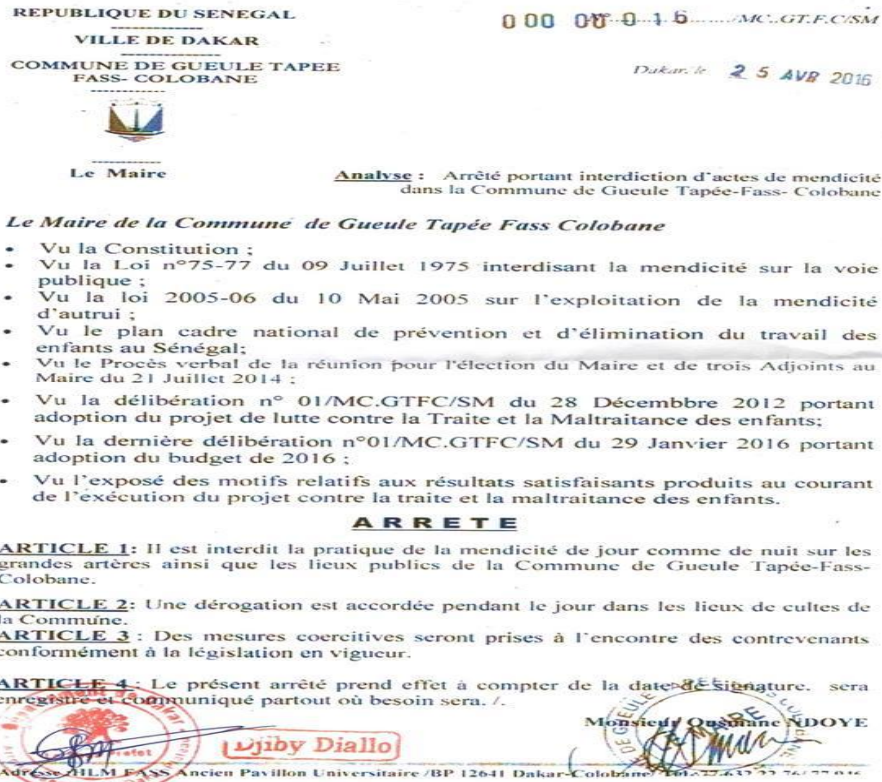 REPUBLIQUE DU SENEGAL
VILLE DE DAKAR
COMMUNE DE GUEULE TAPEE
FASS- COLOBANE
Le Maire
000 00 0 1 6 /MC.GT.F.C/SM
Dakar, le 2 5 AVR 2016
Analyse : Arrêté portant interdiction d'actes de mendicité
dans la Commune de Gueule Tapée-Fass- Colobane
Le Maire de la Commune de Gueule Tapée Fass Colobane
• Vu la Constitution ;
• Vu la Loi n°75-77 du 09 Juillet 1975 interdisant la mendicité sur la voie
publique ;
• Vu la loi 2005-06 du 10 Mai 2005 sur l'exploitation de la mendicité
d'autrui ;
• Vu le plan cadre national de prévention et d'élimination du travail des
enfants au Sénégal;
• Vu le Procès verbal de la réunion pour l'élection du Maire et de trois Adjoints au
Maire du 21 Juillet 2014 ;
• Vu la délibération n° 01/MC.GTFC/SM du 28 Décembbre 2012 portant
adoption du projet de lutte contre la Traite et la Maltraitance des enfants;
• Vu la dernière délibération n°01/MC.GTFC/SM du 29 Janvier 2016 portant
adoption du budget de 2016 ;
• Vu l'exposé des motifs relatifs aux résultats satisfaisants produits au courant
de l'éxécution du projet contre la traite et la maltraitance des enfants.
ARRETE
ARTICLE 1: Il est interdit la pratique de la mendicité de jour comme de nuit sur les
grandes artères ainsi que les lieux publics de la Commune de Gueule Tapée-Fass-
Colobane.
ARTICLE 2: Une dérogation est accordée pendant le jour dans les lieux de cultes de
la Commune.
ARTICLE 3 : Des mesures coercitives seront prises à l'encontre des contrevenants
conformément à la législation en vigueur.
ARTICLE 4 : Le présent arrêté prend effet à compter de la date de signature. sera
enregistré et communiqué partout où besoin sera. /.
Monsieur Ousmane NDOYE
Djiby Diallo
Adresse HLM FASS Ancien Pavillon Universitaire /BP 12641 Dakar-Colobane